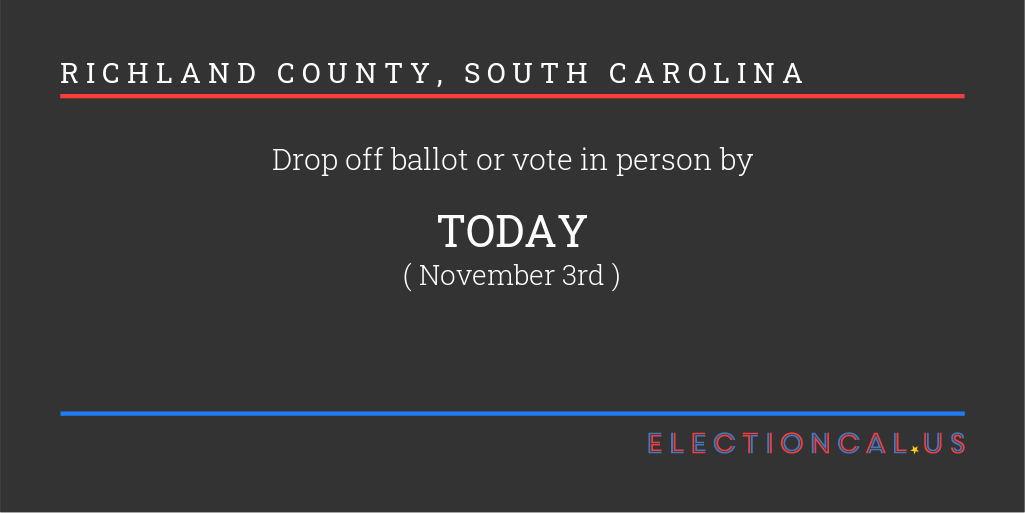 RICHLAND COUNTY, SOUTH CAROLINA
Drop off ballot or vote in person by
TODAY
( November 3rd )
ELECTIONCAL.US